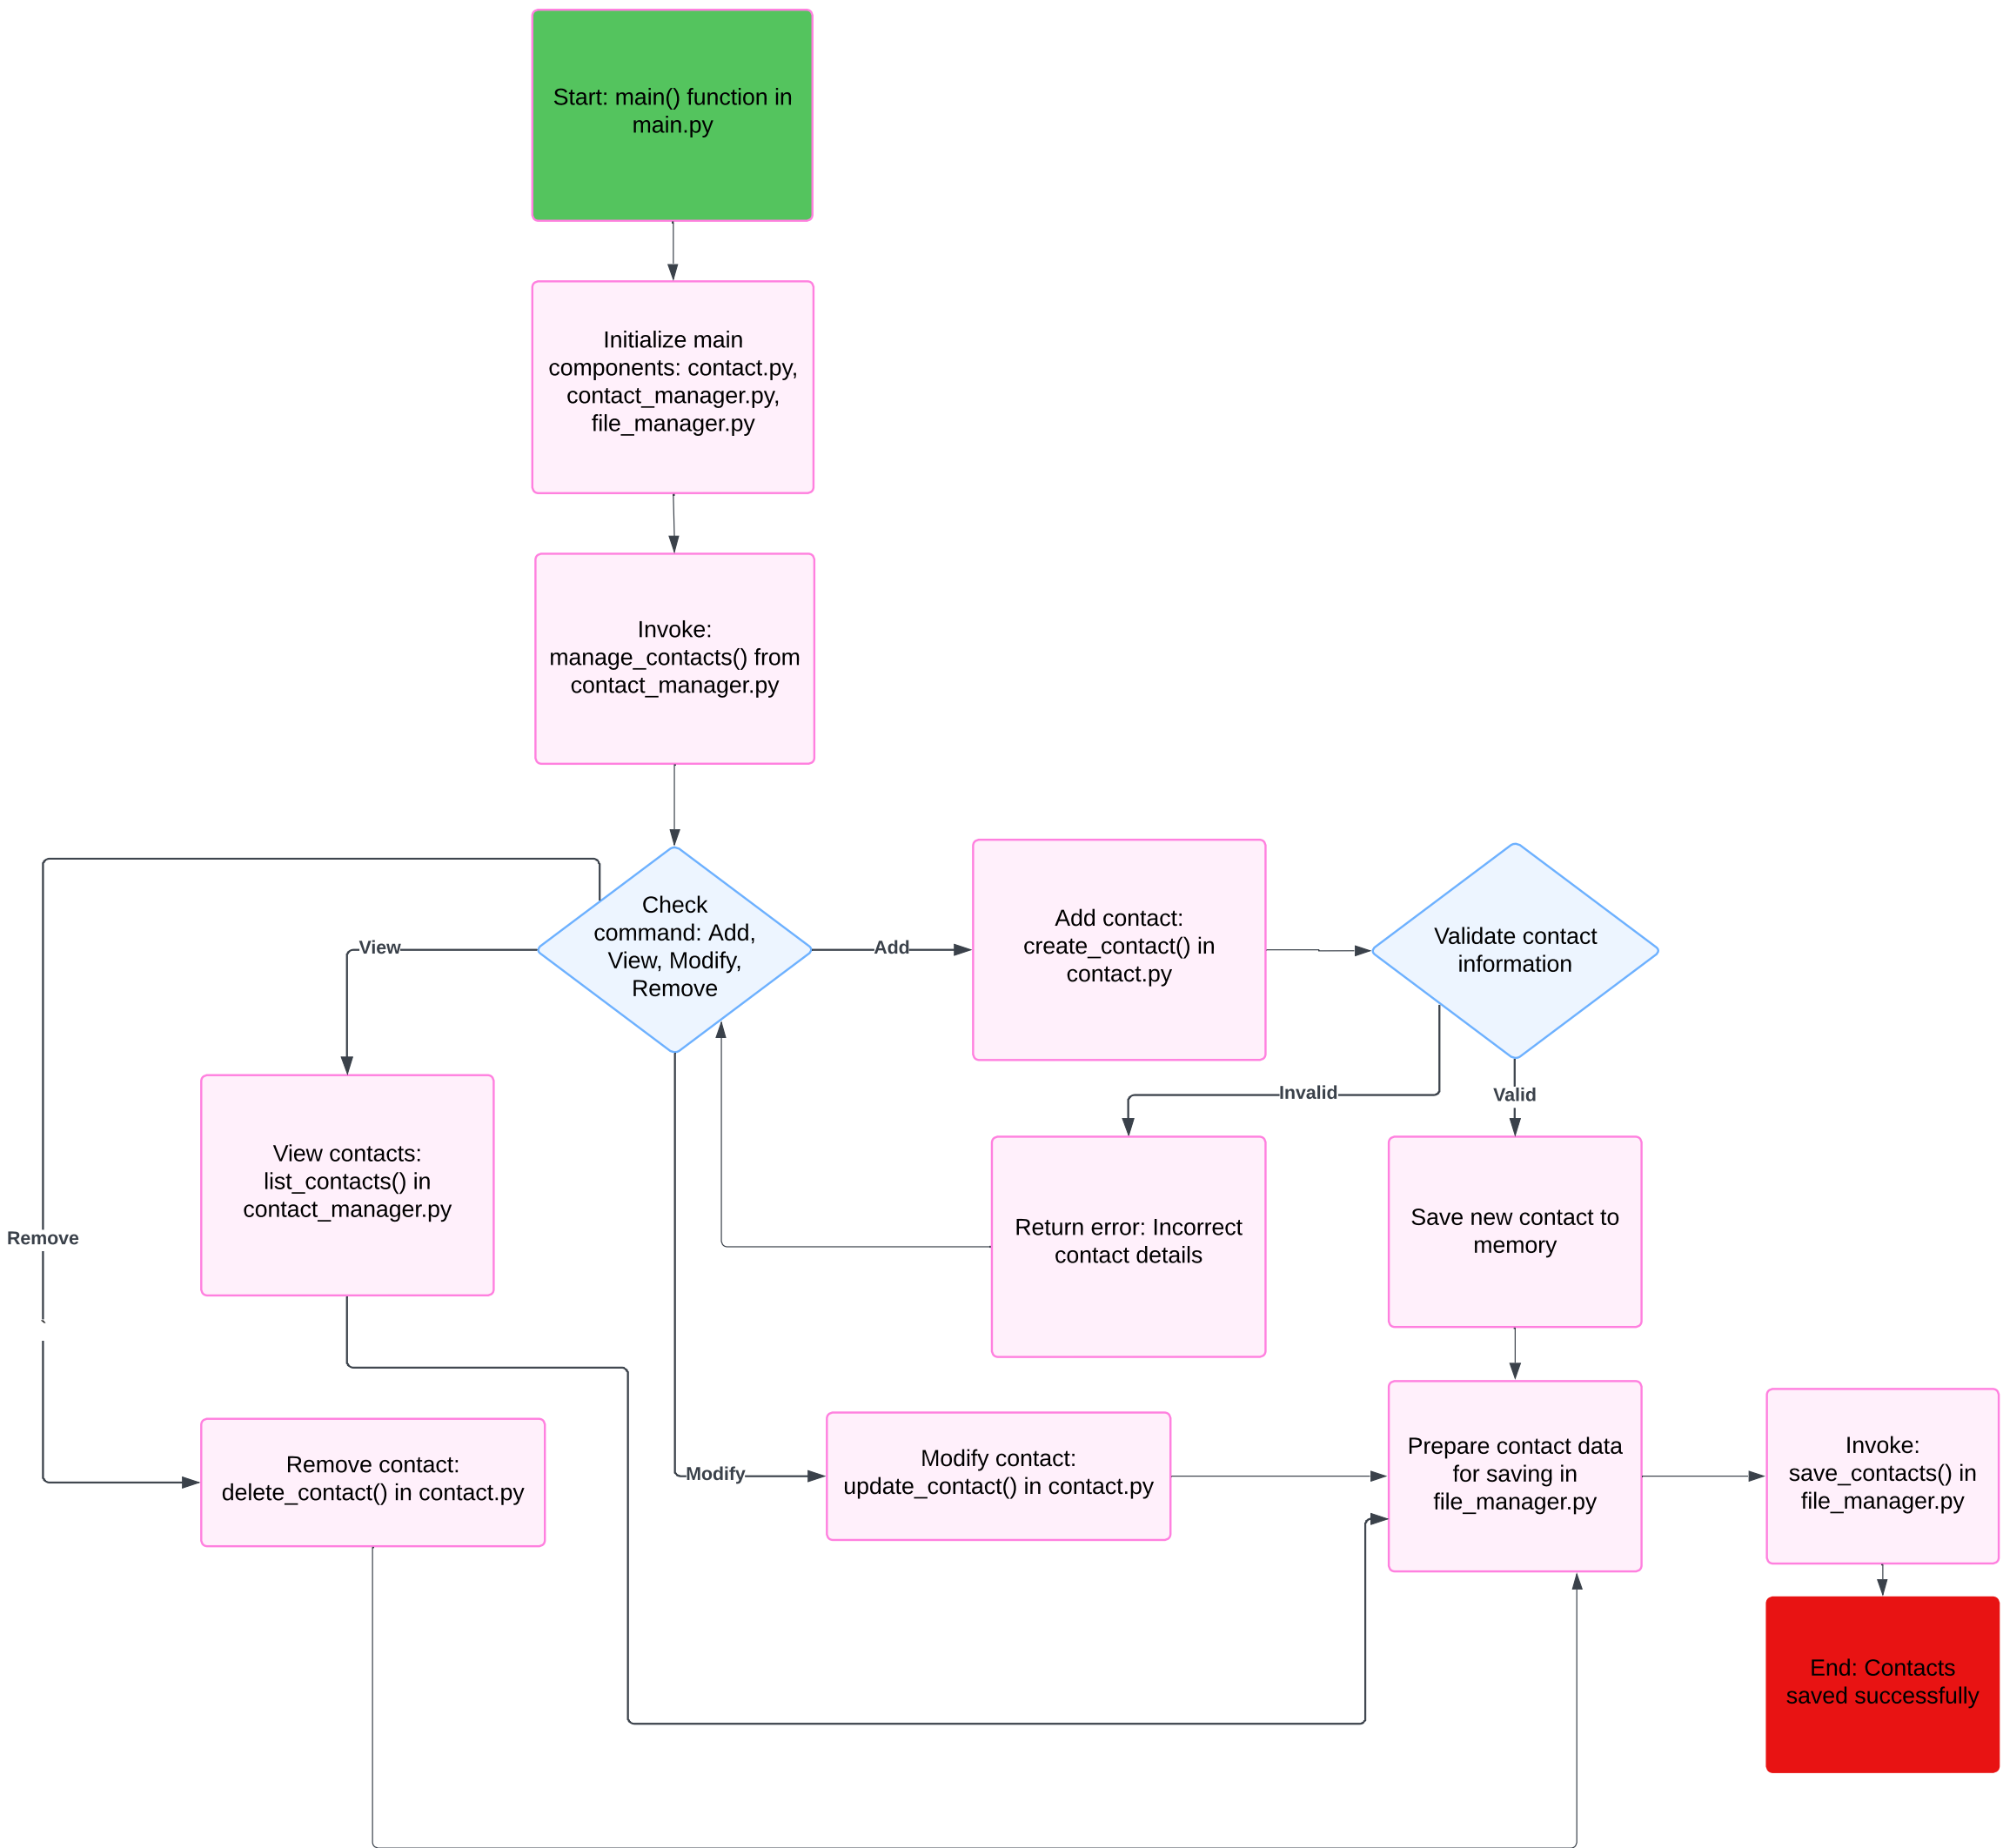 Start: main() function in
main.py
Initialize main
components: contact.py,
contact_manager.py,
file_manager.py
Invoke:
manage_contacts() from
contact_manager.py
Check
command: Add,
View, Modify,
Remove
View
Add
Add contact:
create_contact() in
contact.py
Validate contact
information
Invalid
Valid
View contacts:
list_contacts() in
contact_manager.py
Return error: Incorrect
contact details
Save new contact to
memory
Remove
`
Remove contact:
delete_contact() in contact.py
Modify
Modify contact:
update_contact() in contact.py
Prepare contact data
for saving in
file_manager.py
Invoke:
save_contacts() in
file_manager.py
End: Contacts
saved successfully